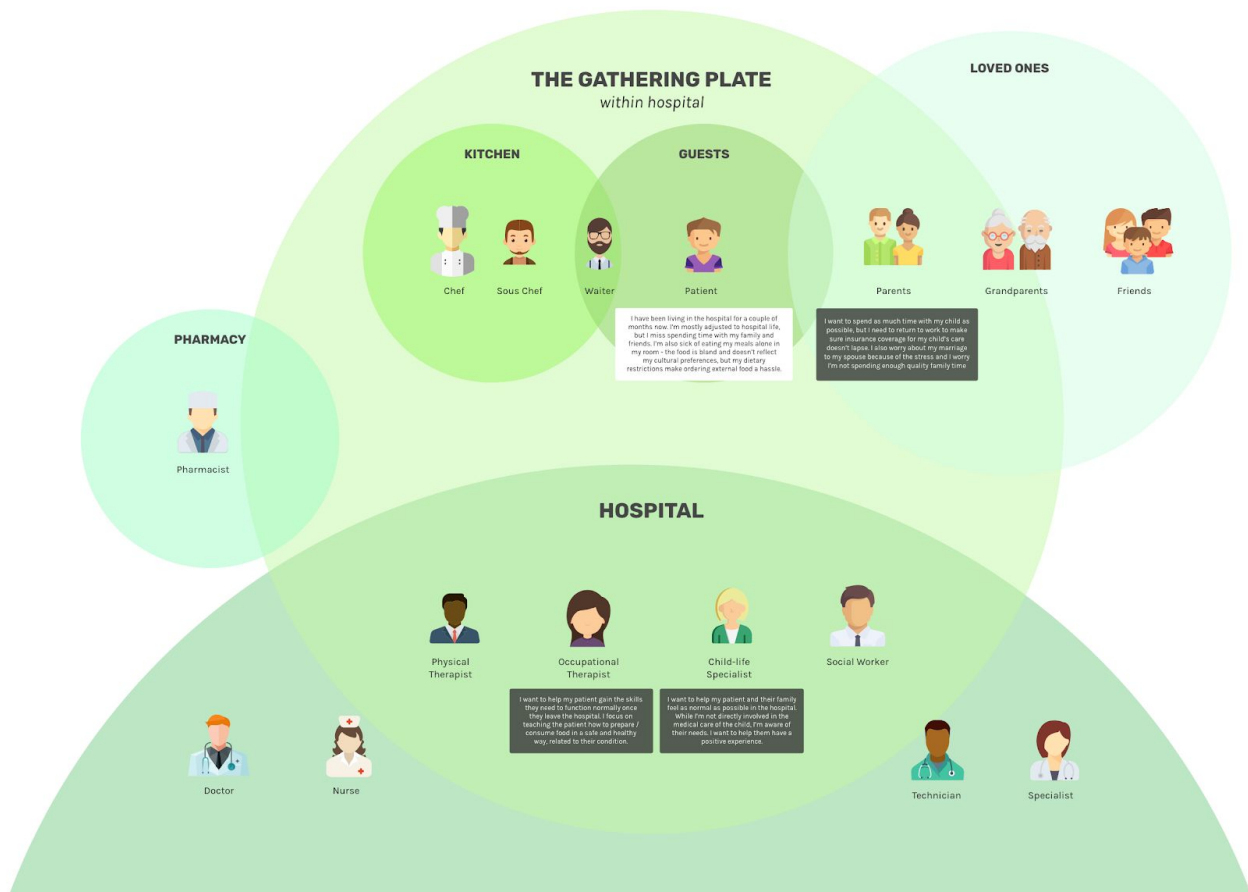 THE GATHERING PLATE
within hospital
LOVED ONES
KITCHEN
GUESTS
Chef
Sous Chef
Waiter
Patient
Parents
Grandparents
Friends
I have been living in the hospital for a couple of
months now. I'm mostly adjusted to hospital life,
but I miss spending time with my family and
friends. I'm also sick of eating my meals alone in
my room - the food is bland and doesn't reflect
my cultural preferences, but my dietary
restrictions make ordering external food a hassle.
I want to spend as much time with my child as
possible, but I need to return to work to make
sure insurance coverage for my child's care
doesn't lapse. I also worry about my marriage
to my spouse because of the stress and I worry
I'm not spending enough quality family time
PHARMACY
Pharmacist
HOSPITAL
Physical
Therapist
Occupational
Therapist
Child-life
Specialist
Social Worker
I want to help my patient gain the skills
they need to function normally once
they leave the hospital. I focus on
teaching the patient how to prepare /
consume food in a safe and healthy
way, related to their condition.
I want to help my patient and their family
feel as normal as possible in the hospital.
While I'm not directly involved in the
medical care of the child, I'm aware of
their needs. I want to help them have a
positive experience.
Doctor
Nurse
Technician
Specialist